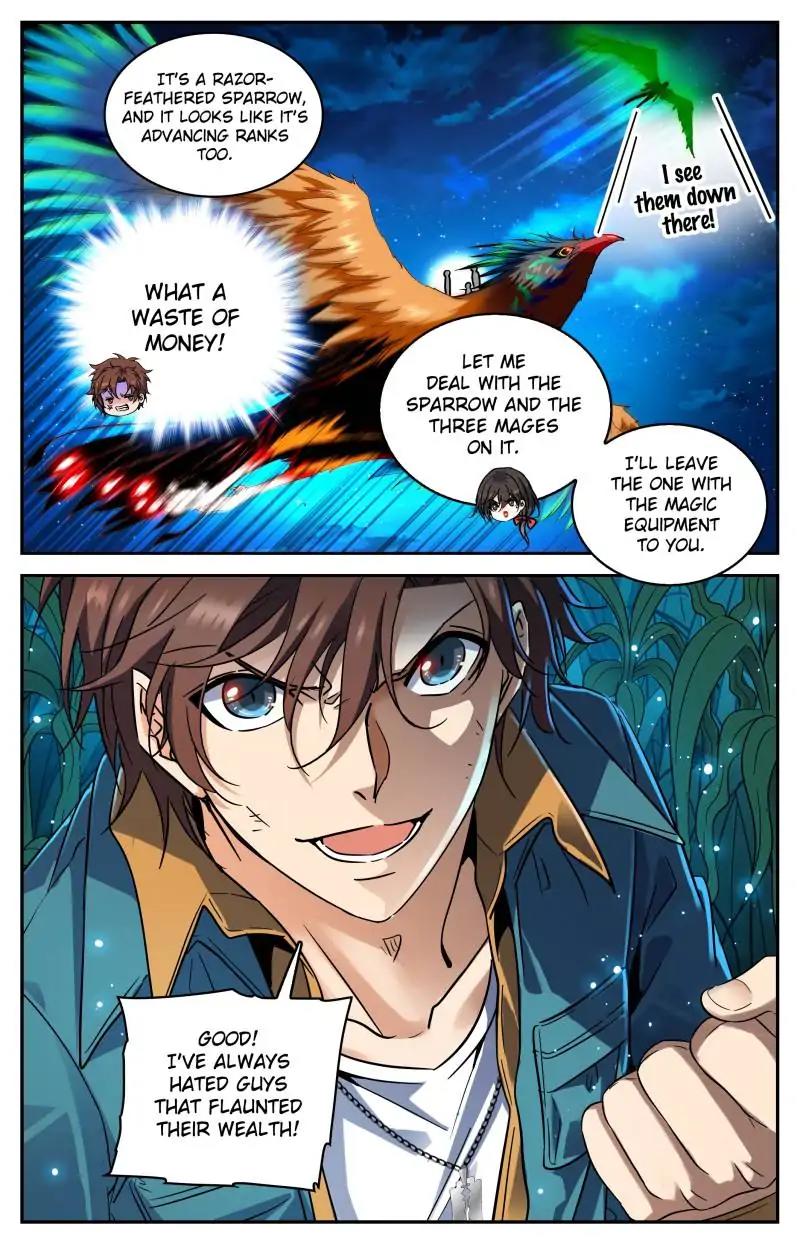 IT'S A RAZOR-
FEATHERED SPARROW,
AND IT LOOKS LIKE IT'S
ADVANCING RANKS
TOO.
I see
them down
there!
WHAT A
WASTE OF
MONEY!
LET ME
DEAL WITH THE
SPARROW AND THE
THREE MAGES
ON IT.
I'LL LEAVE
THE ONE WITH
THE MAGIC
EQUIPMENT
TO YOU.
GOOD!
I'VE ALWAYS
HATED GUYS
THAT FLAUNTED
THEIR WEALTH!